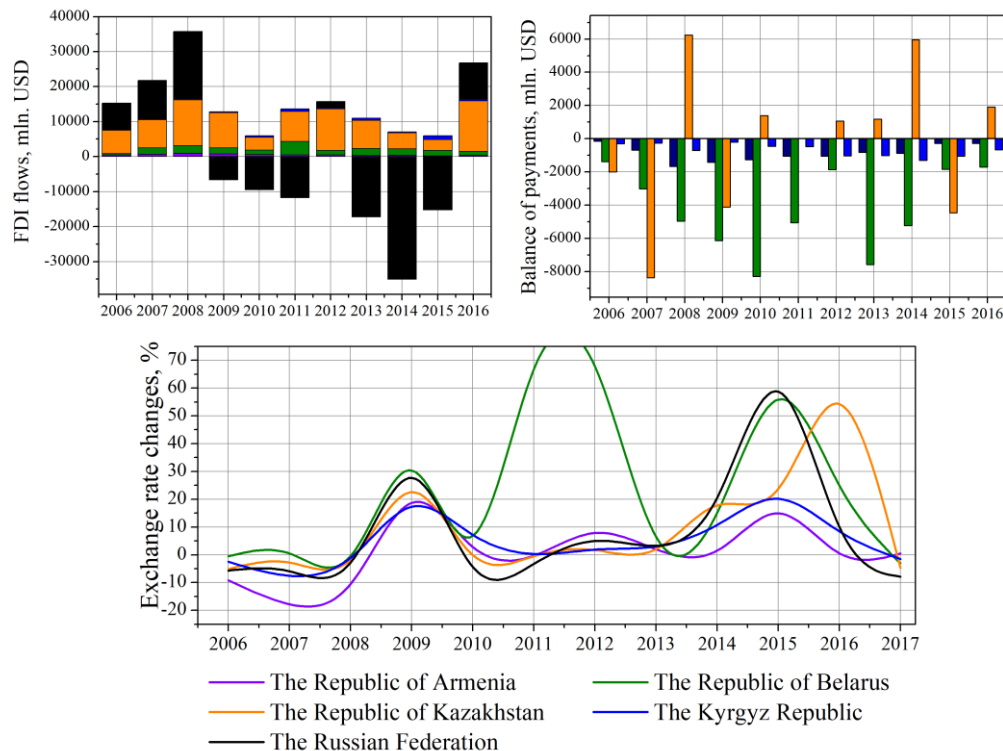 FDI flows, mln. USD
40000
30000
20000
10000
0
-10000
-20000
-30000
2006 2007 2008 2009 2010 2011 2012 2013 2014 2015 2016
Balance of payments, mln. USD
6000
4000
2000
0
-2000
-4000
-6000
-8000
2006 2007 2008 2009 2010 2011 2012 2013 2014 2015 2016
Exchange rate changes, %
70
60
50
40
30
20
10
0
-10
-20
2006 2007 2008 2009 2010 2011 2012 2013 2014 2015 2016 2017
The Republic of Armenia
The Republic of Belarus
The Republic of Kazakhstan
The Kyrgyz Republic
The Russian Federation